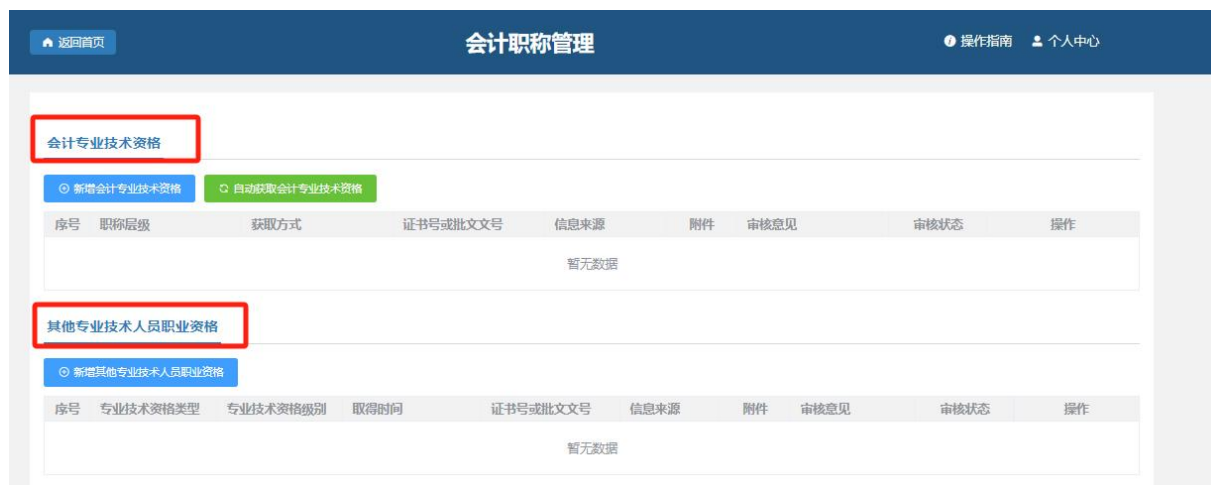 返回首页 会计职称管理 操作指南 个人中心
会计专业技术资格
新增会计专业技术资格 自动获取会计专业技术资格
序号 职称层级 获取方式 证书号或批文文号 信息来源 附件 审核意见 审核状态 操作
暂无数据
其他专业技术人员职业资格
新增其他专业技术人员职业资格
序号 专业技术资格类型 专业技术资格级别 取得时间 证书号或批文文号 信息来源 附件 审核意见 审核状态 操作
暂无数据